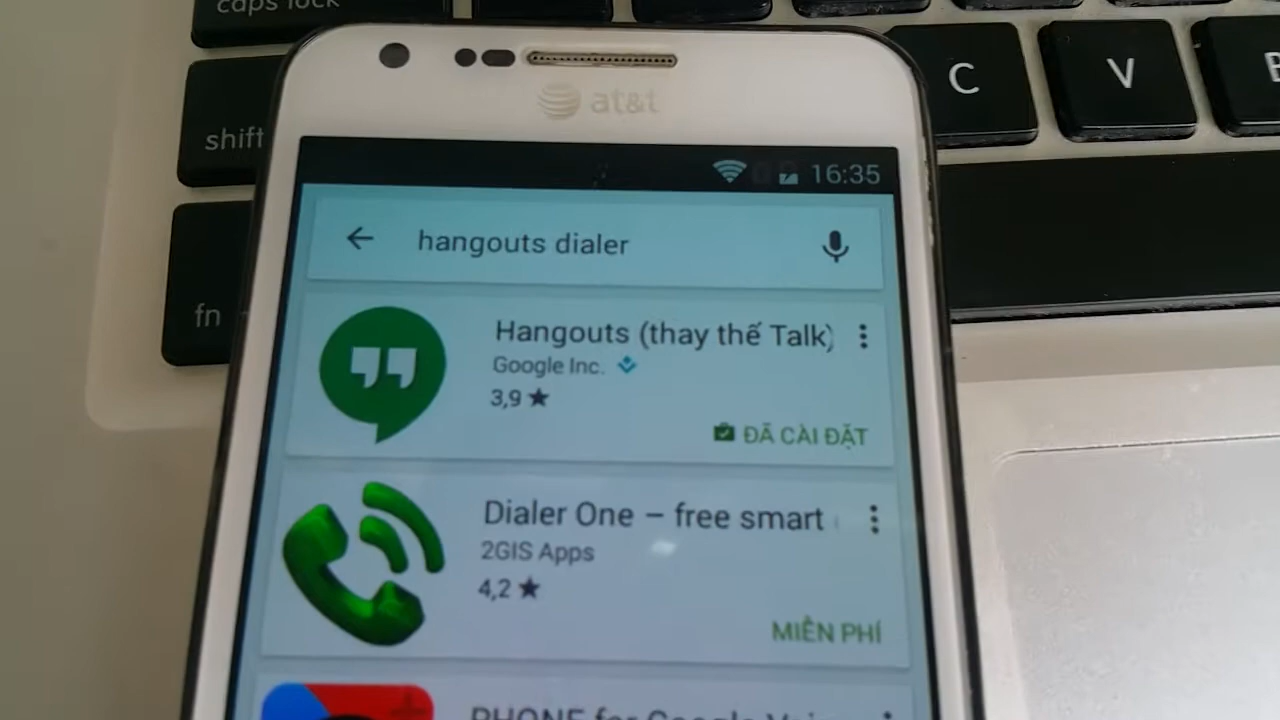 caps lock
shift
fn
C
V
at&t
16:35
hangouts dialer
Hangouts (thay thế Talk)
Google Inc.
3,9 ★
ĐÃ CÀI ĐẶT
Dialer One – free smart
2GIS Apps
4,2 ★
MIỄN PHÍ
PHONE for Google